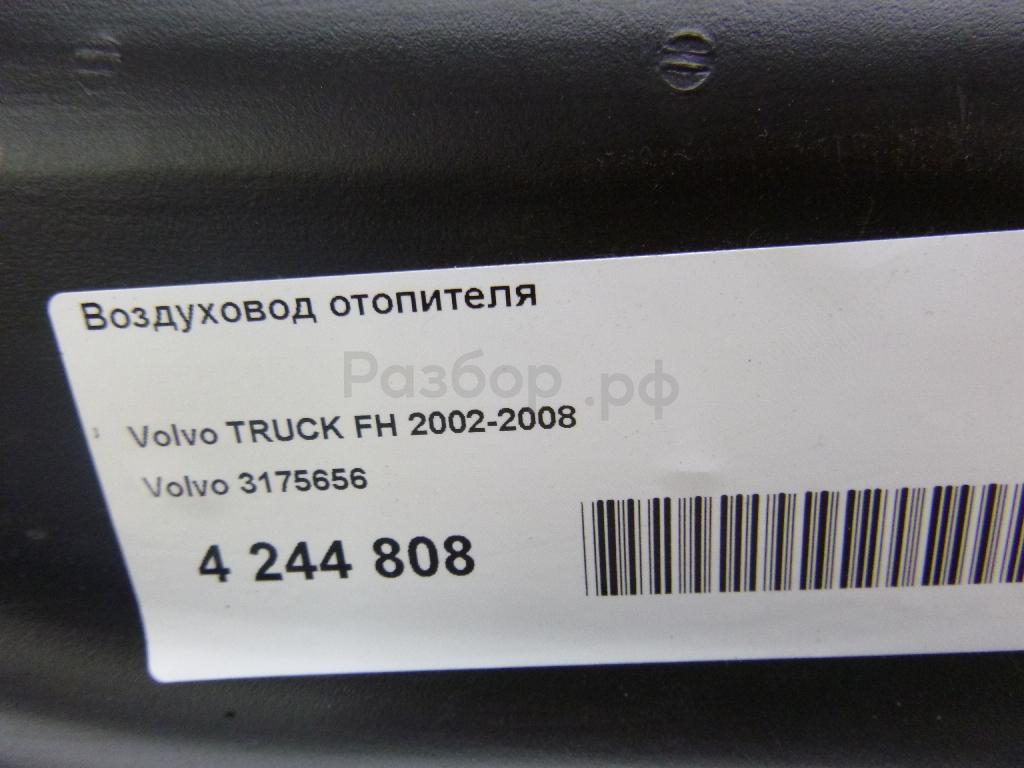 Воздуховод отопителя
Разбор.рф
Volvo TRUCK FH 2002-2008
Volvo 3175656
4 244 808